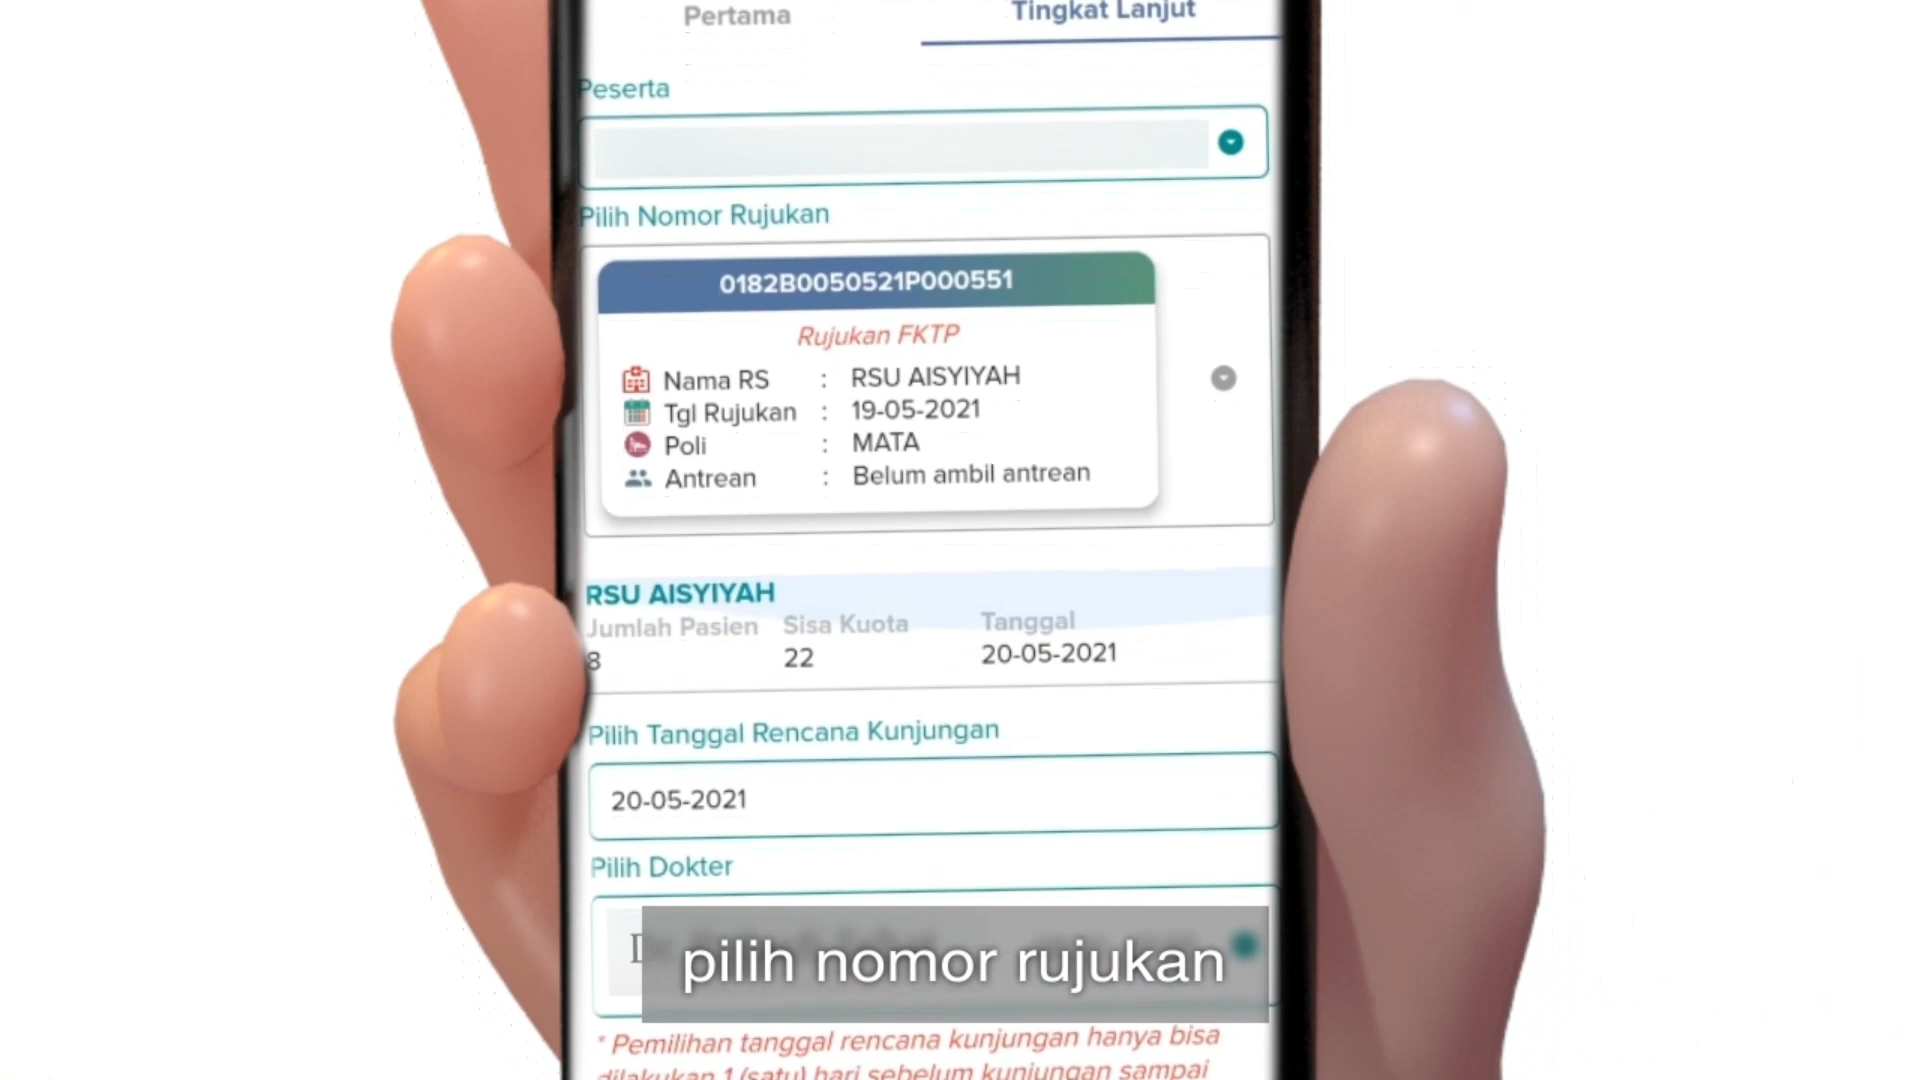 Pertama
Tingkat Lanjut
Peserta
Pilih Nomor Rujukan
0182B0050521P000551
Rujukan FKTP
Nama RS : RSU AISYIYAH
Tgl Rujukan : 19-05-2021
Poli : MATA
Antrean : Belum ambil antrean
RSU AISYIYAH
Jumlah Pasien Sisa Kuota Tanggal
8 22 20-05-2021
Pilih Tanggal Rencana Kunjungan
20-05-2021
Pilih Dokter
pilih nomor rujukan
* Pemilihan tanggal rencana kunjungan hanya bisa
dilakukan 1 (satu) hari sebelum kunjungan sampai